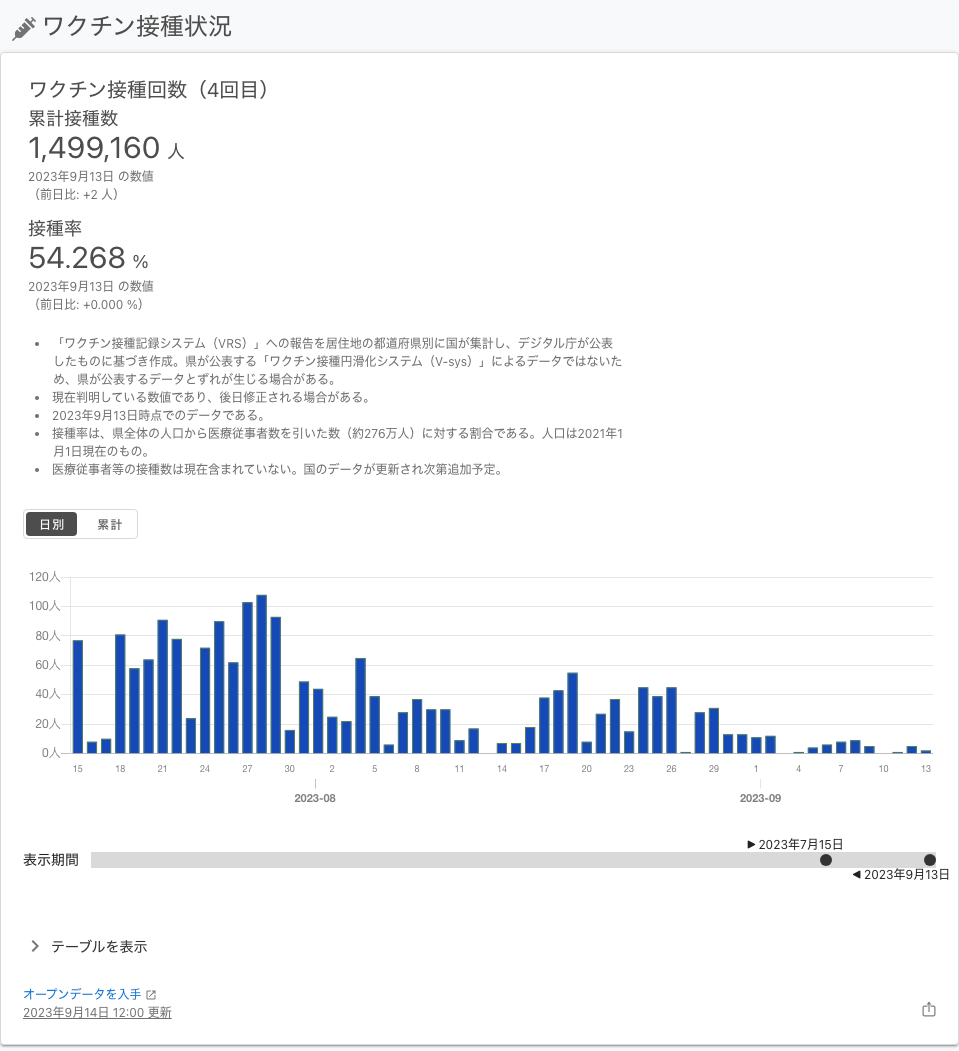 ワクチン接種状況
ワクチン接種回数（4回目）
累計接種数
1,499,160 人
2023年9月13日 の数値
（前日比: +2 人）
接種率
54.268 %
2023年9月13日 の数値
（前日比: +0.000 %）
• 「ワクチン接種記録システム（VRS）」への報告を居住地の都道府県別に国が集計し、デジタル庁が公表
したものに基づき作成。県が公表する「ワクチン接種円滑化システム（V-sys）」によるデータではないた
め、県が公表するデータとずれが生じる場合がある。
• 現在判明している数値であり、後日修正される場合がある。
• 2023年9月13日時点でのデータである。
• 接種率は、県全体の人口から医療従事者数を引いた数（約276万人）に対する割合である。人口は2021年1
月1日現在のもの。
• 医療従事者等の接種数は現在含まれていない。国のデータが更新され次第追加予定。
日別 累計
120人
100人
80人
60人
40人
20人
0人
15 18 21 24 27 30 2 5 8 11 14 17 20 23 26 29 1 4 7 10 13
2023-08 2023-09
▶ 2023年7月15日
表示期間
◀ 2023年9月13日
テーブルを表示
オープンデータを入手
2023年9月14日 12:00 更新